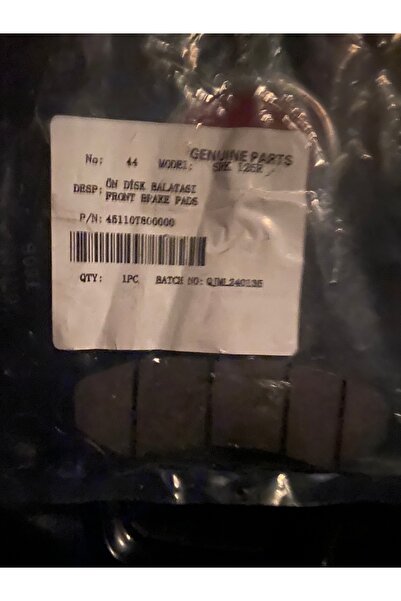 GENUINE PARTS
No: 44 MODEL: SRK 125R
DESP: ÖN DİSK BALATASI
FRONT BRAKE PADS
P/N: 45110T800000
QTY: 1PC BATCH NO: QJML240135